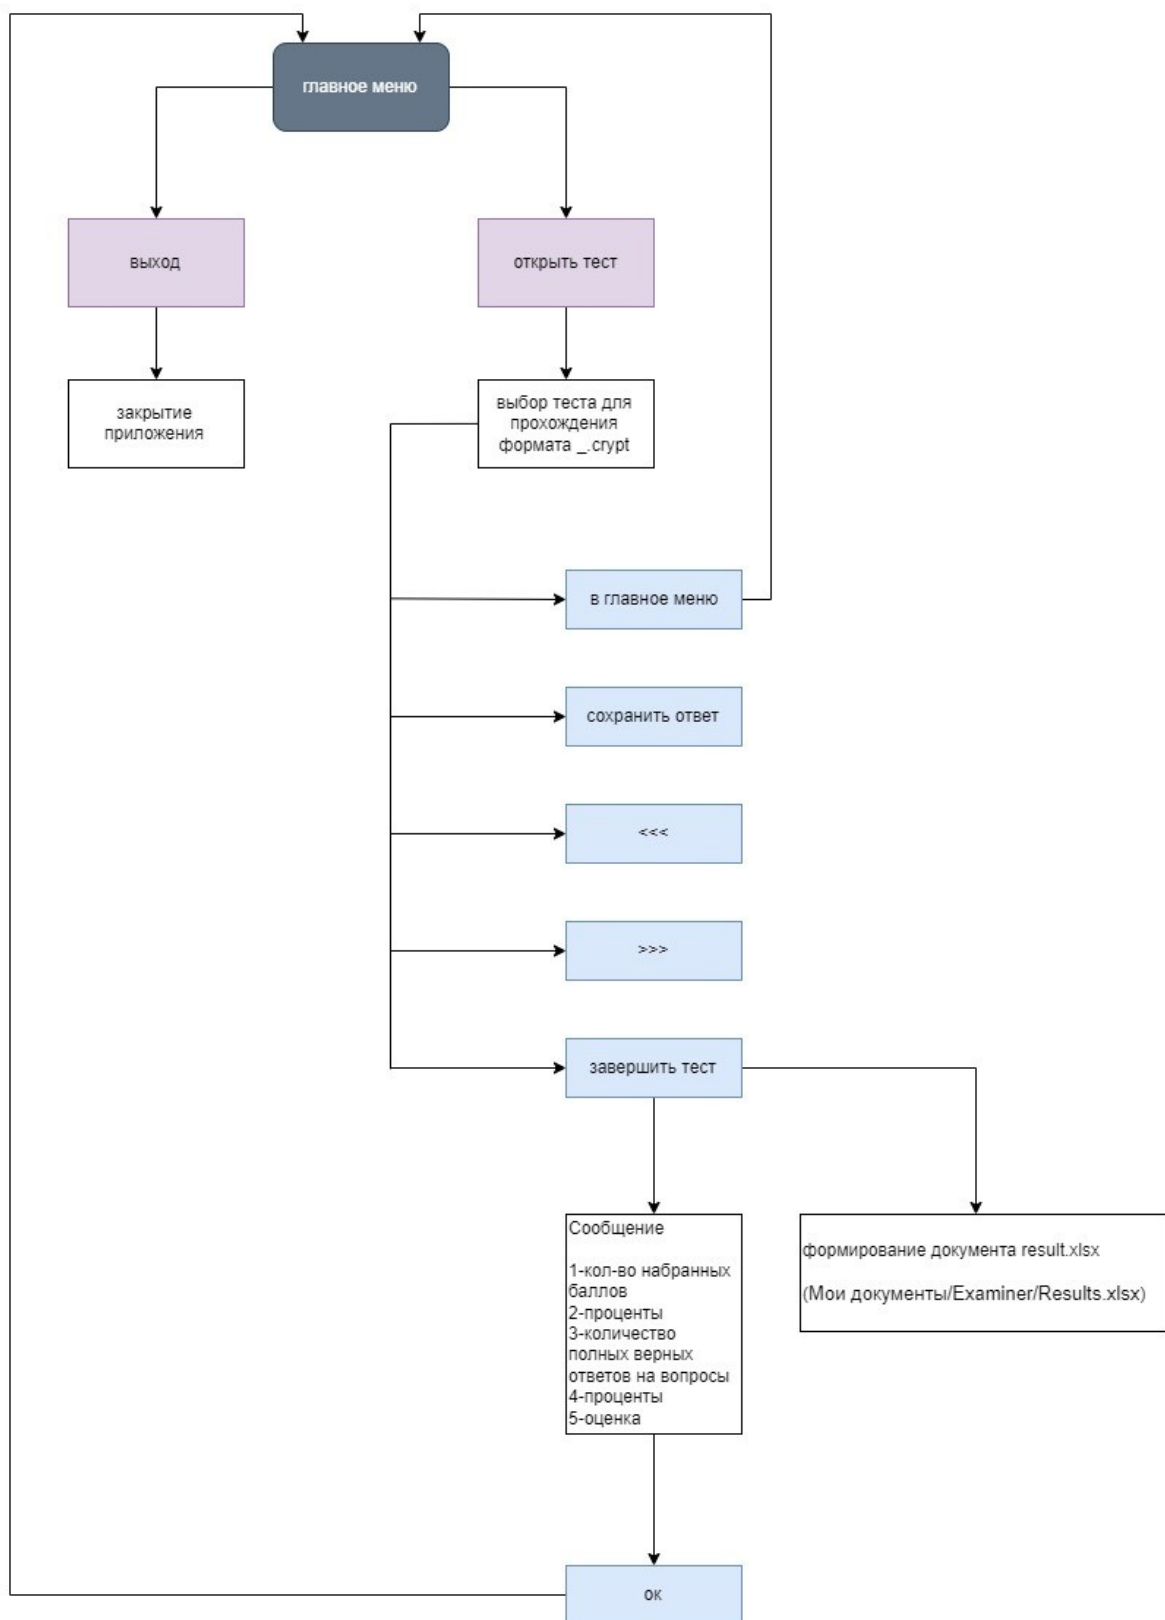 главное меню
выход
открыть тест
закрытие
приложения
выбор теста для
прохождения
формата _.crypt
в главное меню
сохранить ответ
<<<
>>>
завершить тест
Сообщение
1-кол-во набранных
баллов
2-проценты
3-количество
полных верных
ответов на вопросы
4-проценты
5-оценка
формирование документа result.xlsx
(Мои документы/Examiner/Results.xlsx)
ок